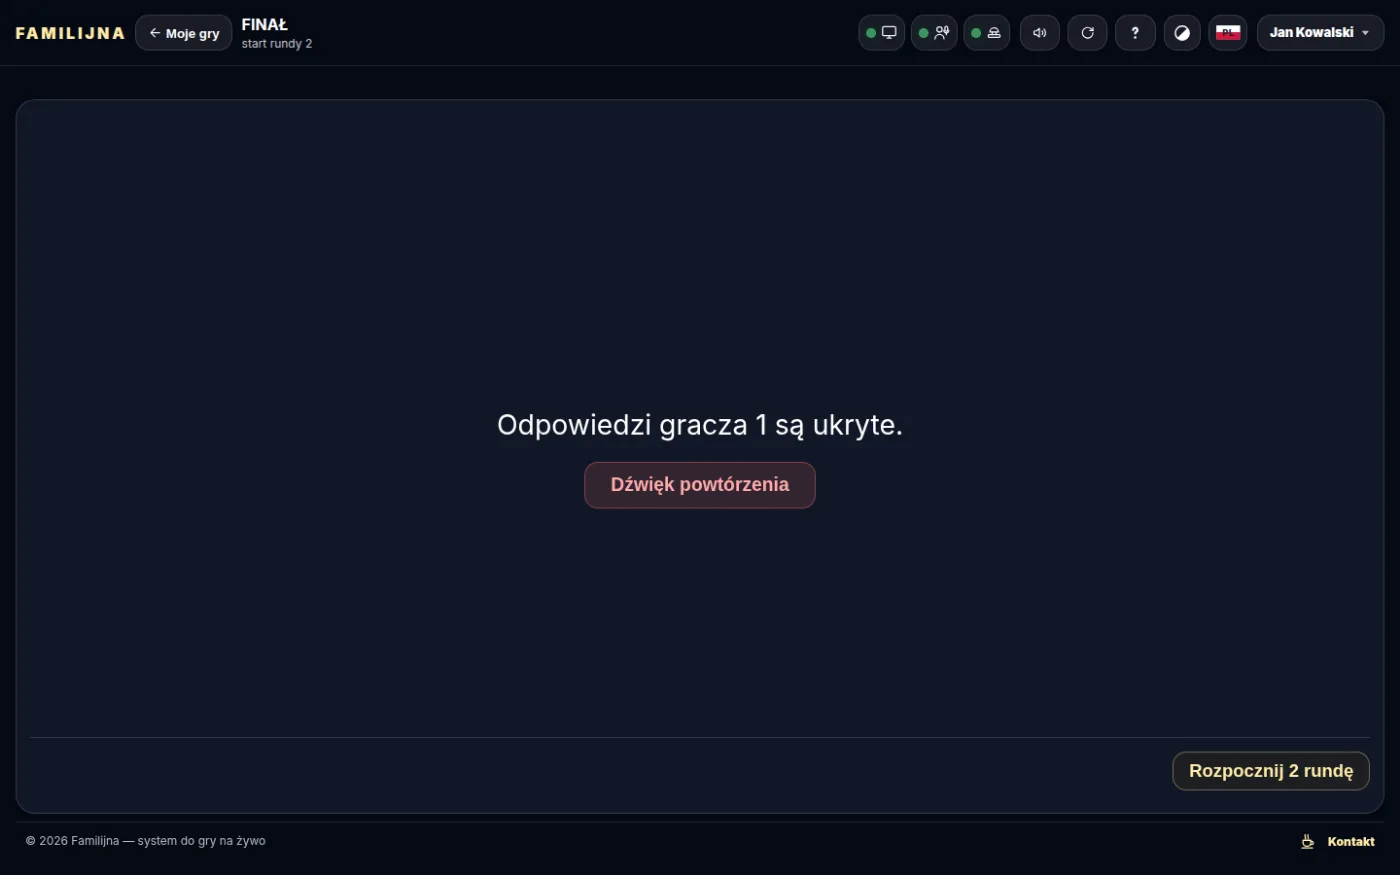 FAMILIJNA
← Moje gry
FINAŁ
start rundy 2
?
PL
Jan Kowalski
Odpowiedzi gracza 1 są ukryte.
Dźwięk powtórzenia
Rozpocznij 2 rundę
© 2026 Familijna — system do gry na żywo
Kontakt